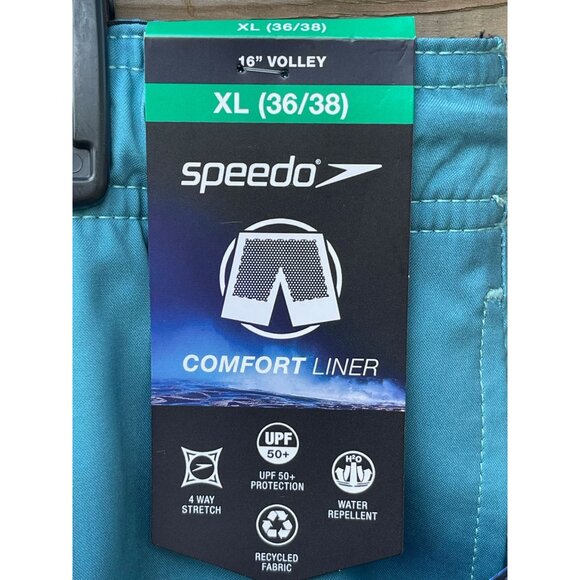 XL (36/38)
16” VOLLEY
XL (36/38)
speedo®
COMFORT LINER
UPF
50+
UPF 50+
PROTECTION
4 WAY
STRETCH
H2O
WATER
REPELLENT
RECYCLED
FABRIC